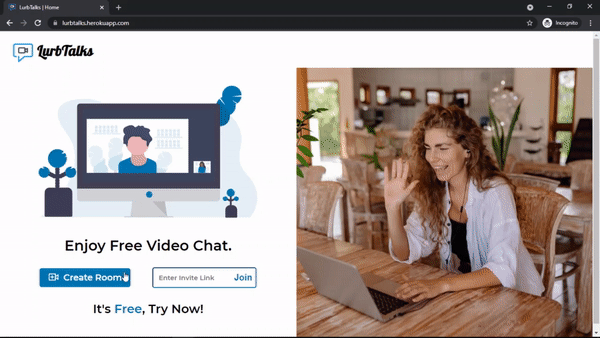 LurbTalks | Home
lurbtalks.herokuapp.com
Incognito
LurbTalks
Enjoy Free Video Chat.
Create Room
Enter Invite Link
Join
It's Free, Try Now!